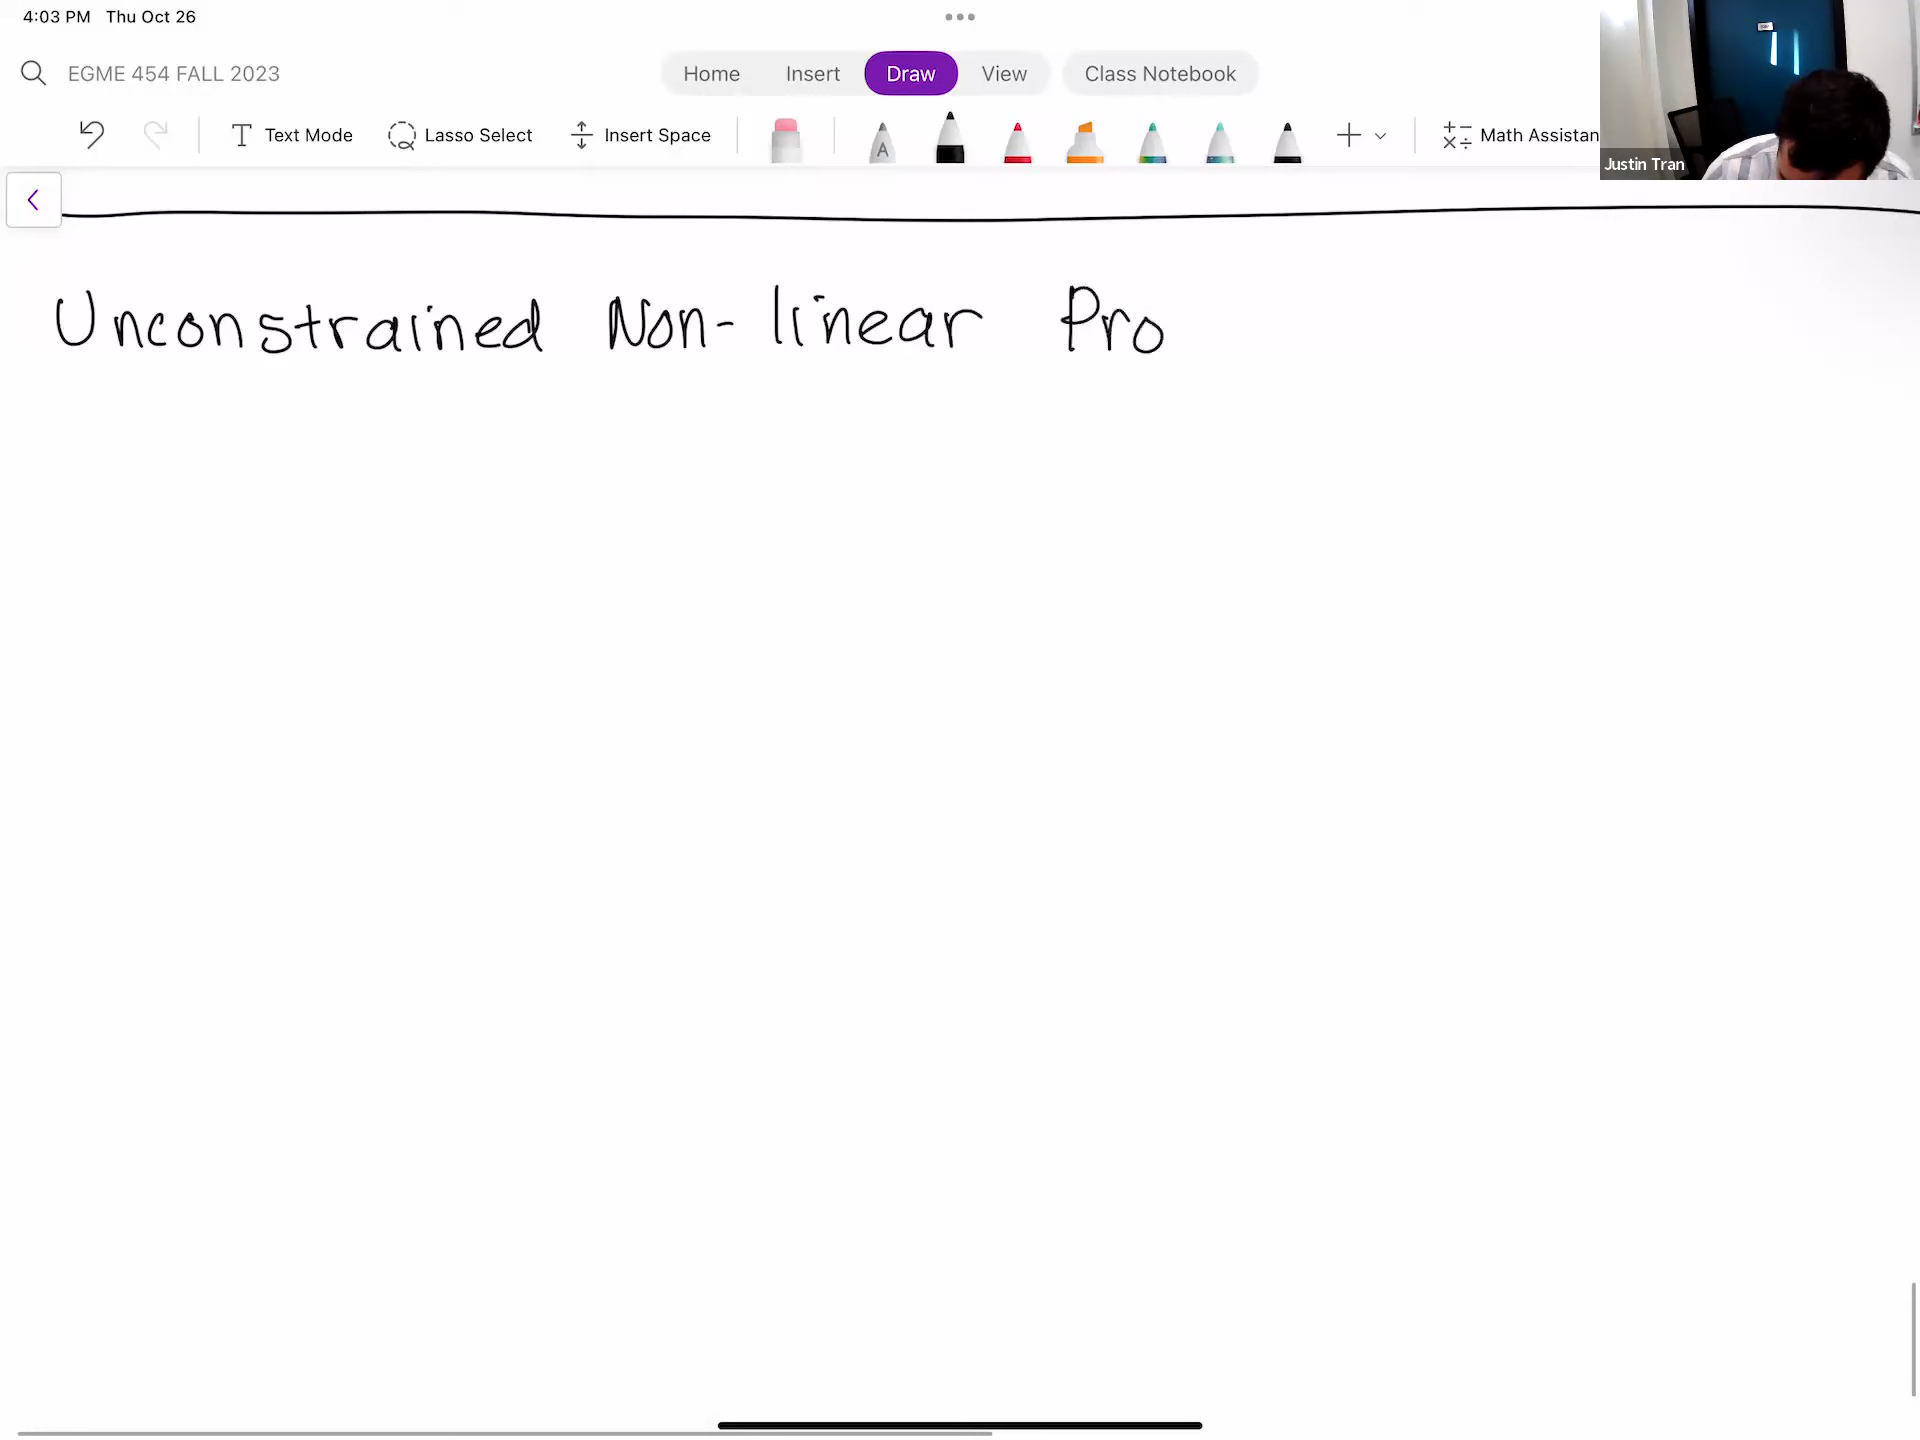 4:03 PM Thu Oct 26
EGME 454 FALL 2023
Home Insert Draw View Class Notebook
Text Mode Lasso Select Insert Space A Math Assistan
Justin Tran
Unconstrained Non-linear Pro